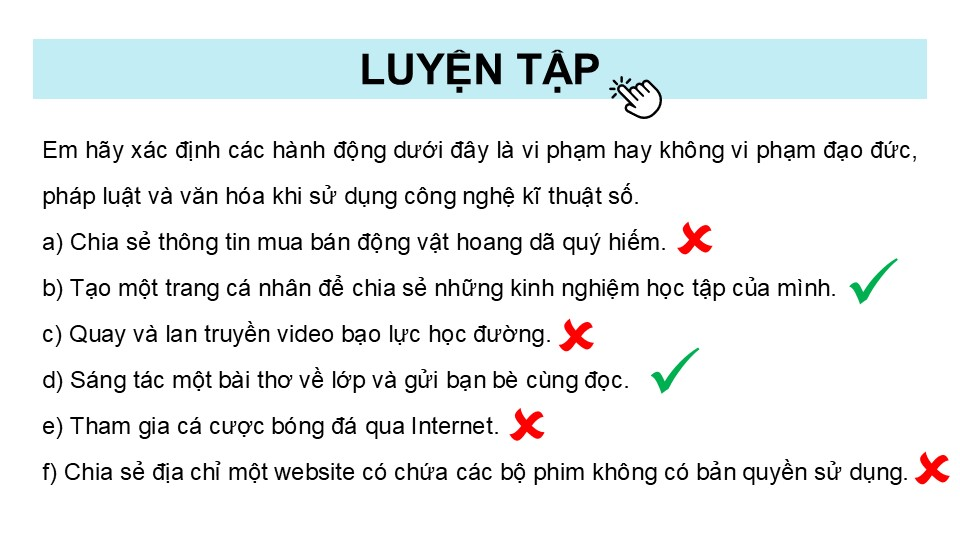 LUYỆN TẬP
Em hãy xác định các hành động dưới đây là vi phạm hay không vi phạm đạo đức,
pháp luật và văn hóa khi sử dụng công nghệ kĩ thuật số.
a) Chia sẻ thông tin mua bán động vật hoang dã quý hiếm.
b) Tạo một trang cá nhân để chia sẻ những kinh nghiệm học tập của mình.
c) Quay và lan truyền video bạo lực học đường.
d) Sáng tác một bài thơ về lớp và gửi bạn bè cùng đọc.
e) Tham gia cá cược bóng đá qua Internet.
f) Chia sẻ địa chỉ một website có chứa các bộ phim không có bản quyền sử dụng.